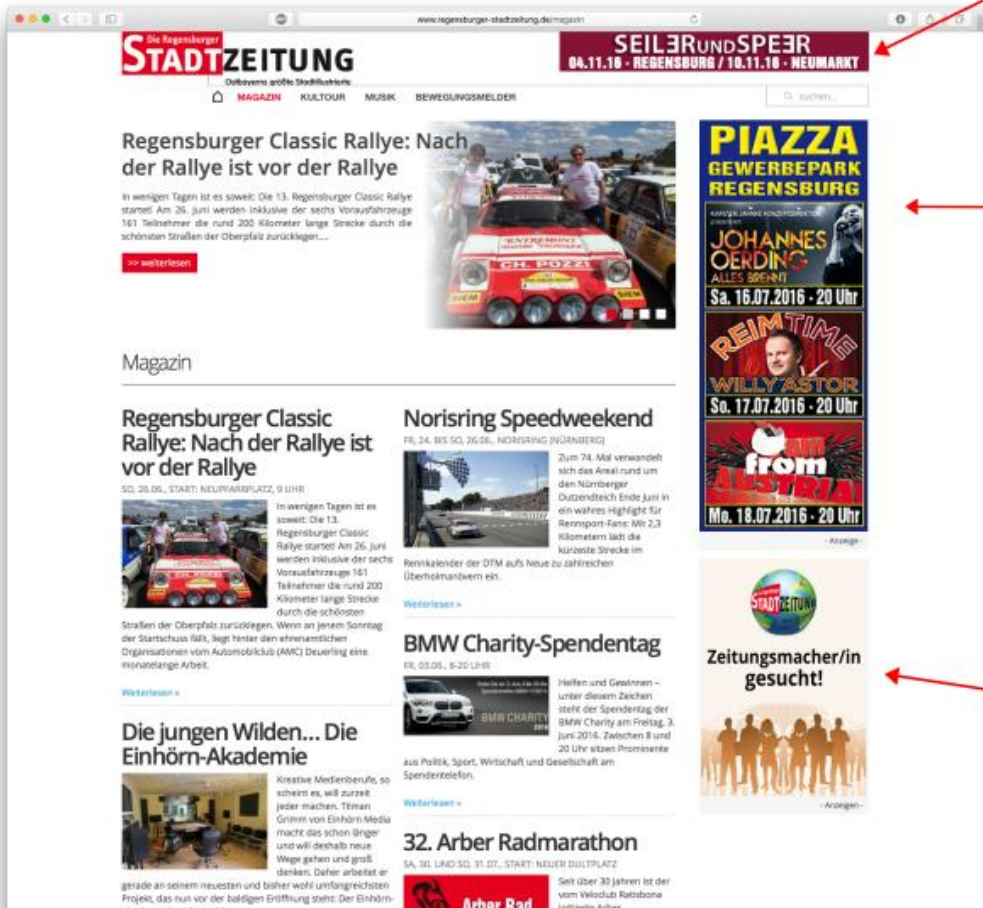 www.regensburger-stadtzeitung.de/magazin
Die Regensburger
STADTZEITUNG
Ostbayerns größte Stadtillustrierte
SEILERUNDSPEER
04.11.16 - REGENSBURG / 10.11.16 - NEUMARKT
MAGAZIN KULTOUR MUSIK BEWEGUNGSMELDER
suchen...
Regensburger Classic Rallye: Nach
der Rallye ist vor der Rallye
In wenigen Tagen ist es soweit: Die 13. Regensburger Classic Rallye
startet! Am 26. Juni werden inklusive der sechs Vorausfahrzeuge
161 Teilnehmer die rund 200 Kilometer lange Strecke durch die
schönsten Straßen der Oberpfalz zurücklegen....
>> weiterlesen
ENTREMONT
CH. POZZI
SIEM
SIEM
Magazin
Regensburger Classic
Rallye: Nach der Rallye ist
vor der Rallye
SO, 26.06., START: NEUPFARRPLATZ, 9 UHR
In wenigen Tagen ist es
soweit: Die 13.
Regensburger Classic
Rallye startet! Am 26. Juni
werden inklusive der sechs
Vorausfahrzeuge 161
Teilnehmer die rund 200
Kilometer lange Strecke
durch die schönsten
Straßen der Oberpfalz zurücklegen. Wenn an jenem Sonntag
der Startschuss fällt, liegt hinter den ehrenamtlichen
Organisationen vom Automobilclub (AMC) Deuerling eine
monatelange Arbeit.
Weiterlesen »
Die jungen Wilden... Die
Einhörn-Akademie
Kreative Medienberufe, so
scheint es, will zurzeit
jeder machen. Tilman
Grimm von Einhörn Media
macht das schon länger
und will deshalb neue
Wege gehen und groß
denken. Daher arbeitet er
gerade an seinem neuesten und bisher wohl umfangreichsten
Projekt, das nun vor der baldigen Eröffnung steht: Der Einhörn-
Norisring Speedweekend
FR, 24. BIS SO, 26.06., NORISRING (NÜRNBERG)
Zum 74. Mal verwandelt
sich das Areal rund um
den Nürnberger
Dutzendteich Ende Juni in
ein wahres Highlight für
Rennsport-Fans: Mit 2,3
Kilometern lädt die
kürzeste Strecke im
Rennkalender der DTM aufs Neue zu zahlreichen
Überholmanövern ein.
Weiterlesen »
BMW Charity-Spendentag
FR, 03.06., 8-20 UHR
BMW CHARITY
2016
Helfen und Gewinnen –
unter diesem Zeichen
steht der Spendentag der
BMW Charity am Freitag, 3.
Juni 2016. Zwischen 8 und
20 Uhr sitzen Prominente
aus Politik, Sport, Wirtschaft und Gesellschaft am
Spendentelefon.
Weiterlesen »
32. Arber Radmarathon
SA, 30. UND SO, 31.07., START: NEUER DULTPLATZ
Arber Rad
Seit über 30 Jahren ist der
vom Veloclub Ratisbona
initiierte Arber
PIAZZA
GEWERBEPARK
REGENSBURG
KARSTEN JAHNKE KONZERTDIREKTION
präsentiert
JOHANNES
OERDING
ALLES BRENNT
Sa. 16.07.2016 - 20 Uhr
REIMTIME
WILLY ASTOR
So. 17.07.2016 - 20 Uhr
I am
from
AUSTRIA
Mo. 18.07.2016 - 20 Uhr
- Anzeige -
STADTZEITUNG
Zeitungsmacher/in
gesucht!
- Anzeigen -